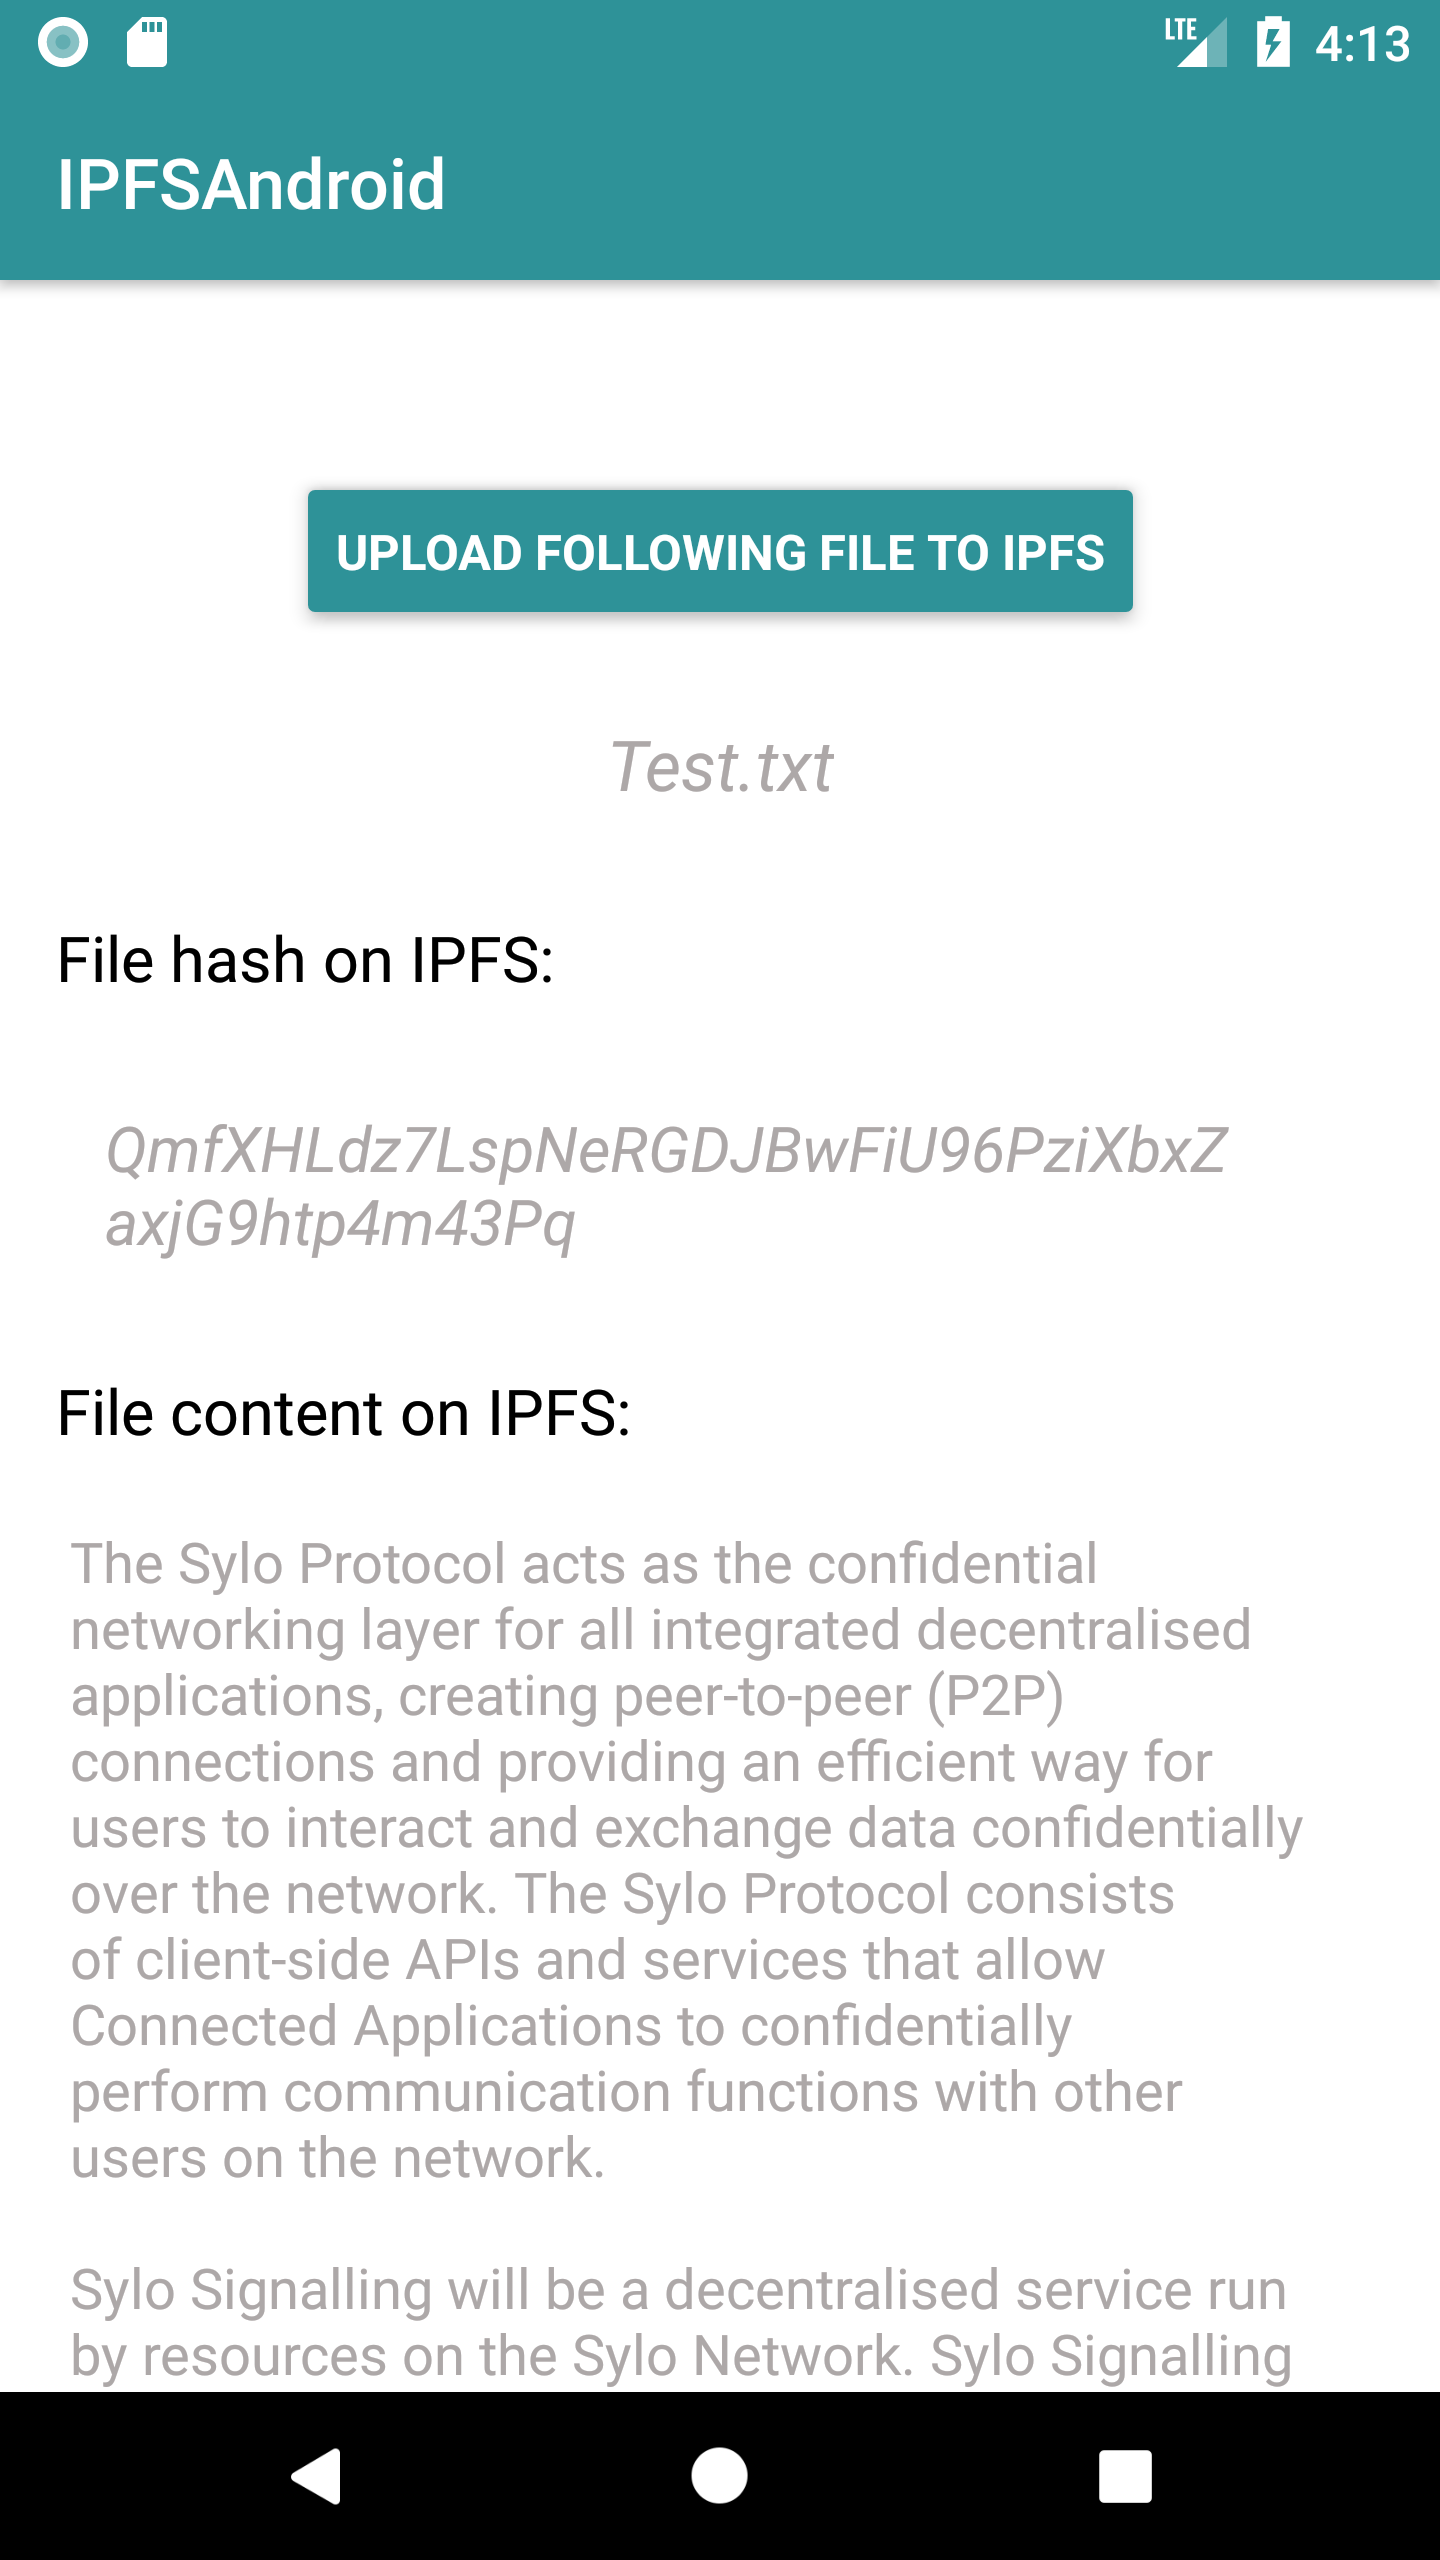 LTE 4:13
IPFSAndroid
UPLOAD FOLLOWING FILE TO IPFS
Test.txt
File hash on IPFS:
QmfXHLdz7LspNeRGDJBwFiU96PziXbxZ
axjG9htp4m43Pq
File content on IPFS:
The Sylo Protocol acts as the confidential
networking layer for all integrated decentralised
applications, creating peer-to-peer (P2P)
connections and providing an efficient way for
users to interact and exchange data confidentially
over the network. The Sylo Protocol consists
of client-side APIs and services that allow
Connected Applications to confidentially
perform communication functions with other
users on the network.
Sylo Signalling will be a decentralised service run
by resources on the Sylo Network. Sylo Signalling